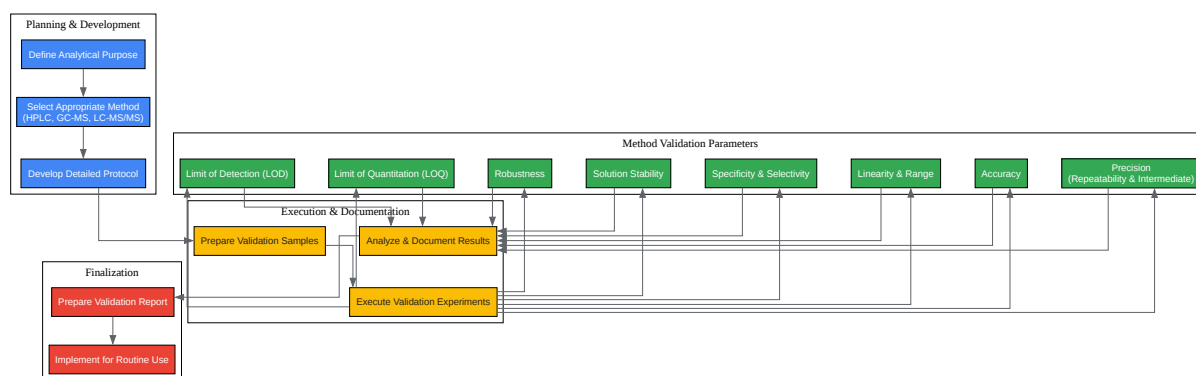 Planning & Development
Define Analytical Purpose
Select Appropriate Method
(HPLC, GC-MS, LC-MS/MS)
Develop Detailed Protocol
Method Validation Parameters
Limit of Detection (LOD)
Limit of Quantitation (LOQ)
Robustness
Solution Stability
Specificity & Selectivity
Linearity & Range
Accuracy
Precision
(Repeatability & Intermediate)
Execution & Documentation
Prepare Validation Samples
Analyze & Document Results
Execute Validation Experiments
Finalization
Prepare Validation Report
Implement for Routine Use